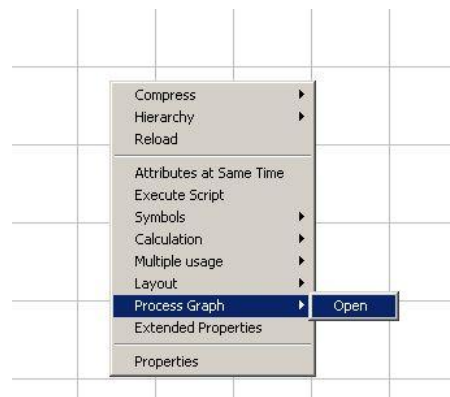 Compress
Hierarchy
Reload
Attributes at Same Time
Execute Script
Symbols
Calculation
Multiple usage
Layout
Process Graph
Open
Extended Properties
Properties